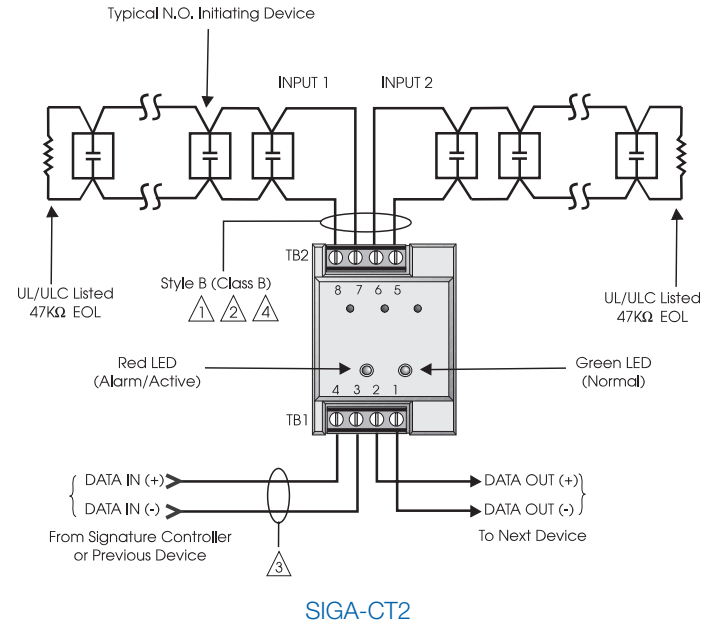 Typical N.O. Initiating Device
INPUT 1
INPUT 2
TB2
8 7 6 5
Style B (Class B)
1 2 4
UL/ULC Listed
47KΩ EOL
UL/ULC Listed
47KΩ EOL
Red LED
(Alarm/Active)
Green LED
(Normal)
4 3 2 1
TB1
DATA IN (+)
DATA IN (-)
From Signature Controller
or Previous Device
3
DATA OUT (+)
DATA OUT (-)
To Next Device
SIGA-CT2